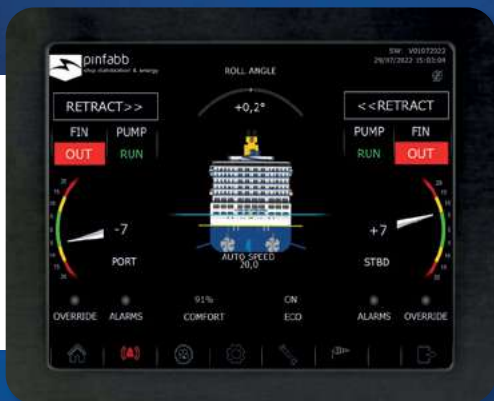 pinfabb
ship stabilization & energy
SW: V01072022
29/07/2022 15:03:04
ROLL ANGLE
+0,2°
RETRACT>>
<<RETRACT
FIN PUMP
PUMP FIN
OUT RUN
RUN OUT
-7
+7
PORT
STBD
AUTO SPEED
20,0
91%
ON
OVERRIDE ALARMS
COMFORT
ECO
ALARMS OVERRIDE